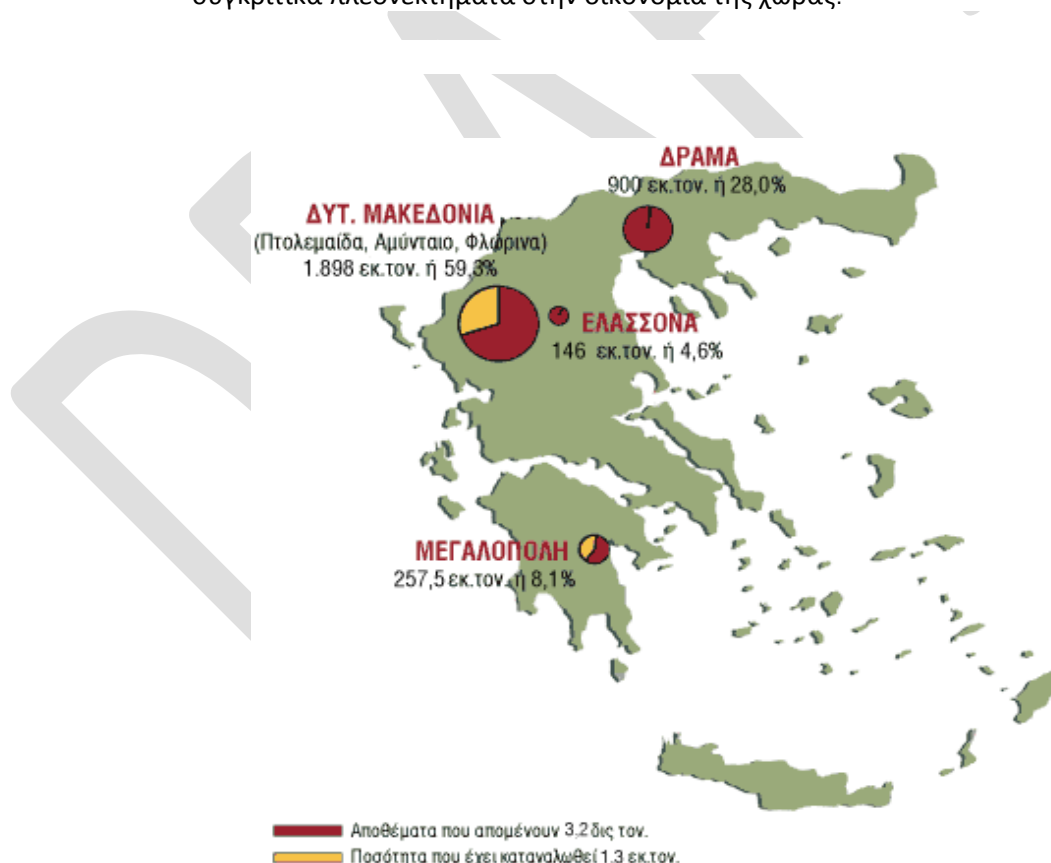 συγκριτικά πλεονεκτήματα στην οικονομία της χώρας.
ΔΡΑΜΑ
900 εκ.τον. ή 28,0%
ΔΥΤ. ΜΑΚΕΔΟΝΙΑ
(Πτολεμαίδα, Αμύνταιο, Φλώρινα)
1.898 εκ.τον. ή 59,3%
ΕΛΑΣΣΟΝΑ
146 εκ.τον. ή 4,6%
ΜΕΓΑΛΟΠΟΛΗ
257,5 εκ.τον. ή 8,1%
Αποθέματα που απομένουν 3,2 δις τον.
Ποσότητα που έχει καταναλωθεί 1.3 εκ.τον.